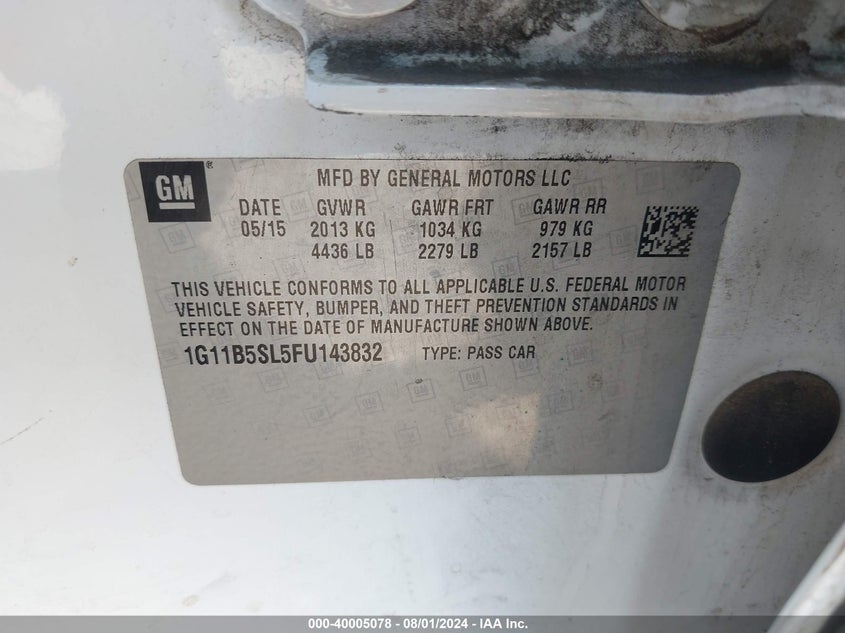 GM ®
MFD BY GENERAL MOTORS LLC
DATE GVWR GAWR FRT GAWR RR
05/15 2013 KG 1034 KG 979 KG
4436 LB 2279 LB 2157 LB
THIS VEHICLE CONFORMS TO ALL APPLICABLE U.S. FEDERAL MOTOR
VEHICLE SAFETY, BUMPER, AND THEFT PREVENTION STANDARDS IN
EFFECT ON THE DATE OF MANUFACTURE SHOWN ABOVE.
1G11B5SL5FU143832 TYPE: PASS CAR
000-40005078 - 08/01/2024 - IAA Inc.